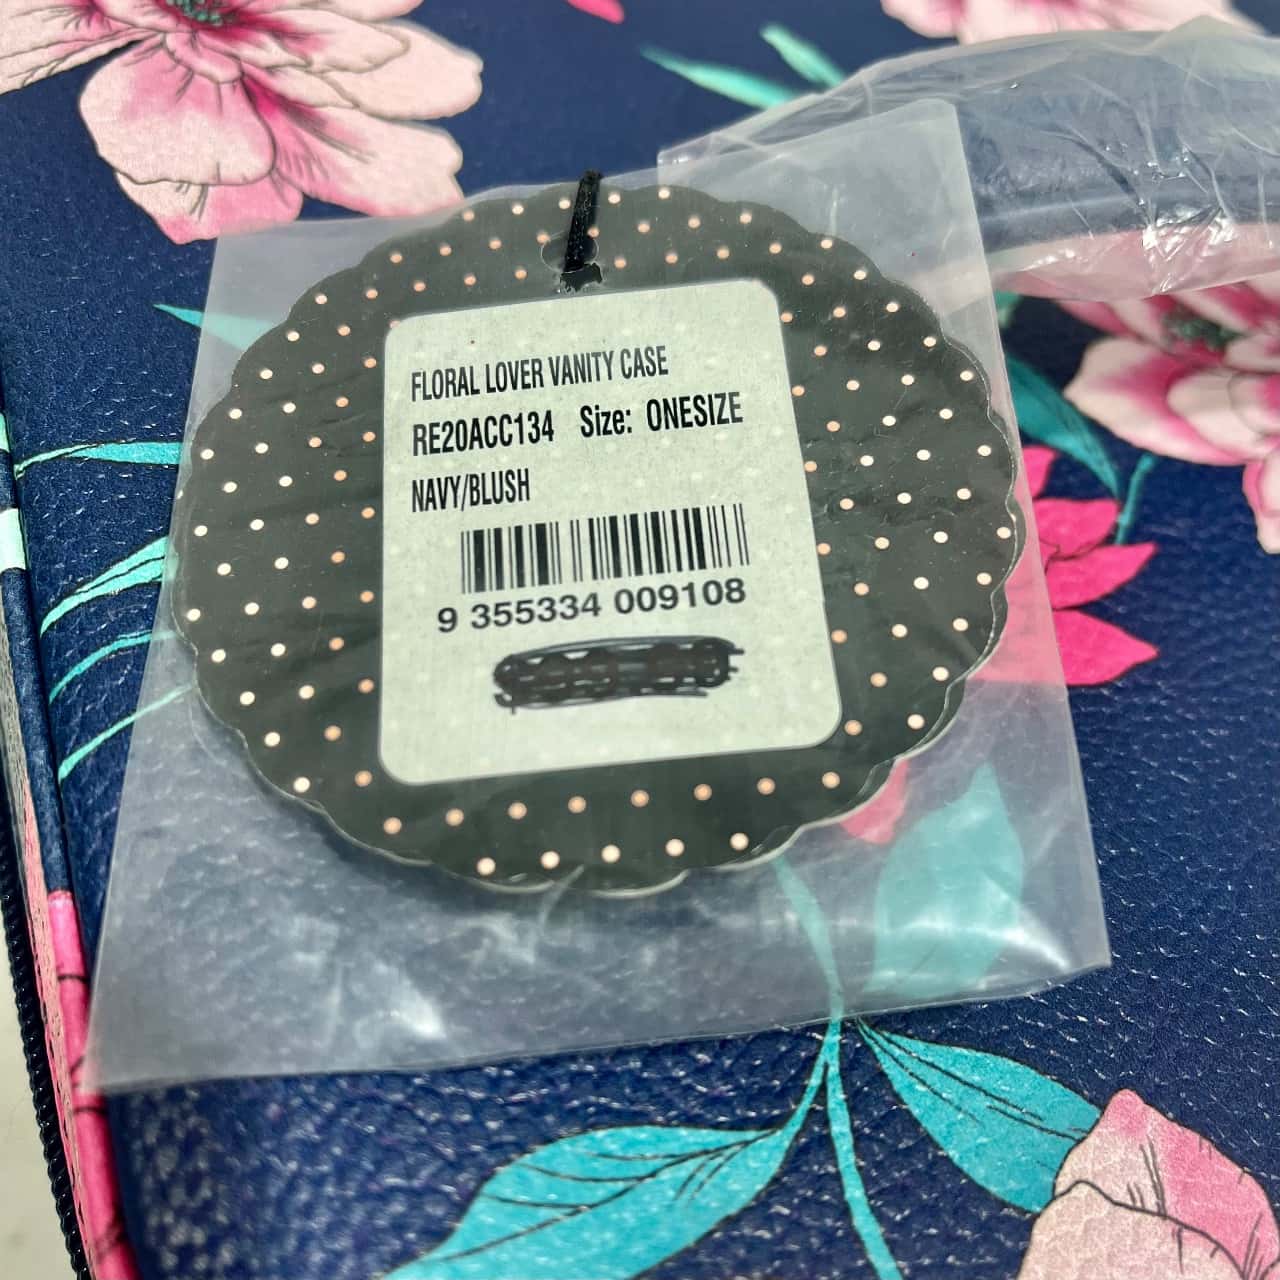 FLORAL LOVER VANITY CASE
RE20ACC134 Size: ONESIZE
NAVY/BLUSH
9 355334 009108